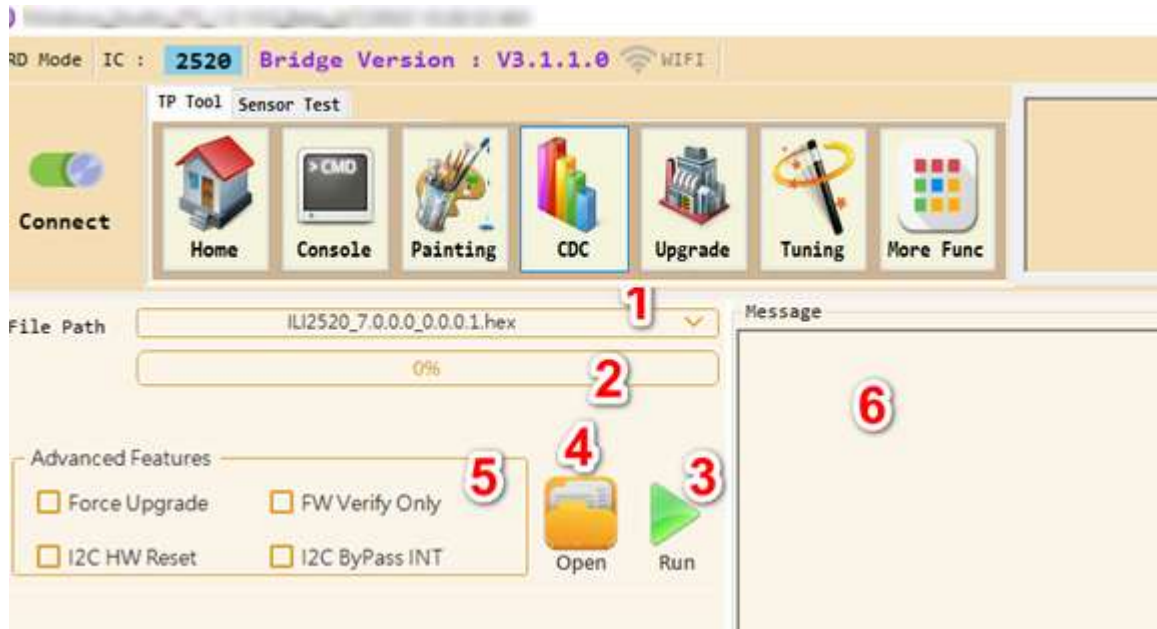 RD Mode IC : 2520 Bridge Version : V3.1.1.0 WIFI
TP Tool Sensor Test
> CMD
Connect
Home Console Painting CDC Upgrade Tuning More Func
1
File Path ILI2520_7.0.0.0_0.0.0.1.hex Message
0% 2
6
4
Advanced Features 5 3
Force Upgrade FW Verify Only
I2C HW Reset I2C ByPass INT Open Run